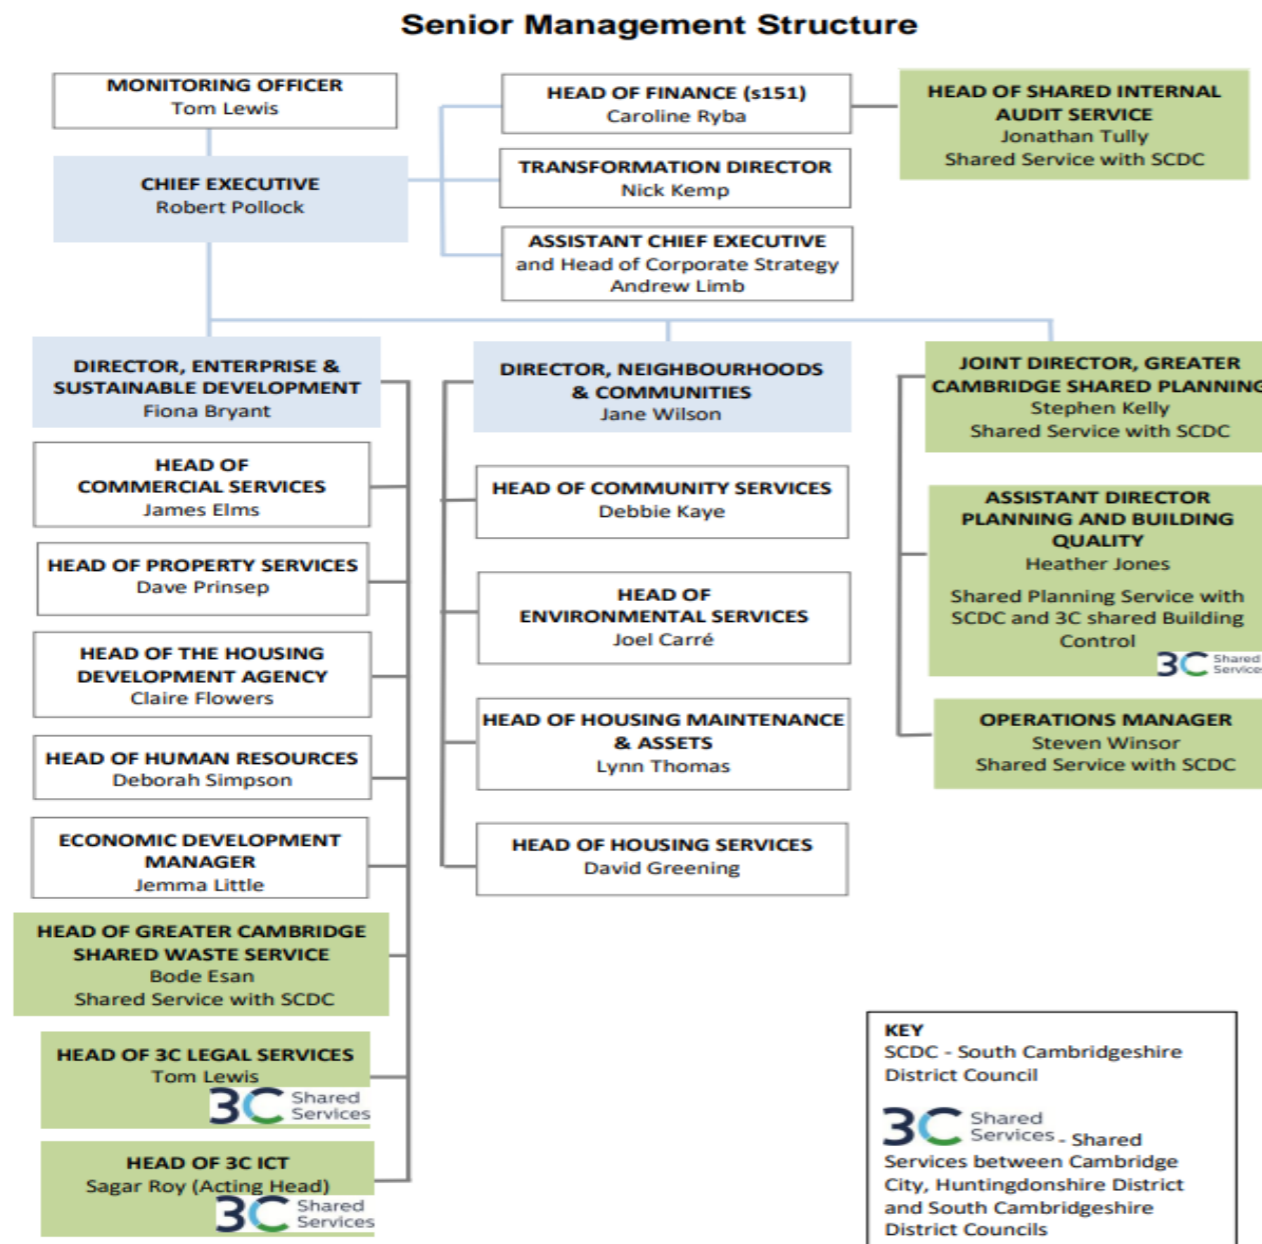 Senior Management Structure
MONITORING OFFICER
Tom Lewis
CHIEF EXECUTIVE
Robert Pollock
HEAD OF FINANCE (s151)
Caroline Ryba
HEAD OF SHARED INTERNAL
AUDIT SERVICE
Jonathan Tully
Shared Service with SCDC
TRANSFORMATION DIRECTOR
Nick Kemp
ASSISTANT CHIEF EXECUTIVE
and Head of Corporate Strategy
Andrew Limb
DIRECTOR, ENTERPRISE &
SUSTAINABLE DEVELOPMENT
Fiona Bryant
HEAD OF
COMMERCIAL SERVICES
James Elms
HEAD OF PROPERTY SERVICES
Dave Prinsep
HEAD OF THE HOUSING
DEVELOPMENT AGENCY
Claire Flowers
HEAD OF HUMAN RESOURCES
Deborah Simpson
ECONOMIC DEVELOPMENT
MANAGER
Jemma Little
HEAD OF GREATER CAMBRIDGE
SHARED WASTE SERVICE
Bode Esan
Shared Service with SCDC
HEAD OF 3C LEGAL SERVICES
Tom Lewis
3C Shared
Services
HEAD OF 3C ICT
Sagar Roy (Acting Head)
3C Shared
Services
DIRECTOR, NEIGHBOURHOODS
& COMMUNITIES
Jane Wilson
HEAD OF COMMUNITY SERVICES
Debbie Kaye
HEAD OF
ENVIRONMENTAL SERVICES
Joel Carré
HEAD OF HOUSING MAINTENANCE
& ASSETS
Lynn Thomas
HEAD OF HOUSING SERVICES
David Greening
JOINT DIRECTOR, GREATER
CAMBRIDGE SHARED PLANNING
Stephen Kelly
Shared Service with SCDC
ASSISTANT DIRECTOR
PLANNING AND BUILDING
QUALITY
Heather Jones
Shared Planning Service with
SCDC and 3C shared Building
Control
3C Shared
Services
OPERATIONS MANAGER
Steven Winsor
Shared Service with SCDC
KEY
SCDC - South Cambridgeshire
District Council
3C Shared
Services - Shared
Services between Cambridge
City, Huntingdonshire District
and South Cambridgeshire
District Councils